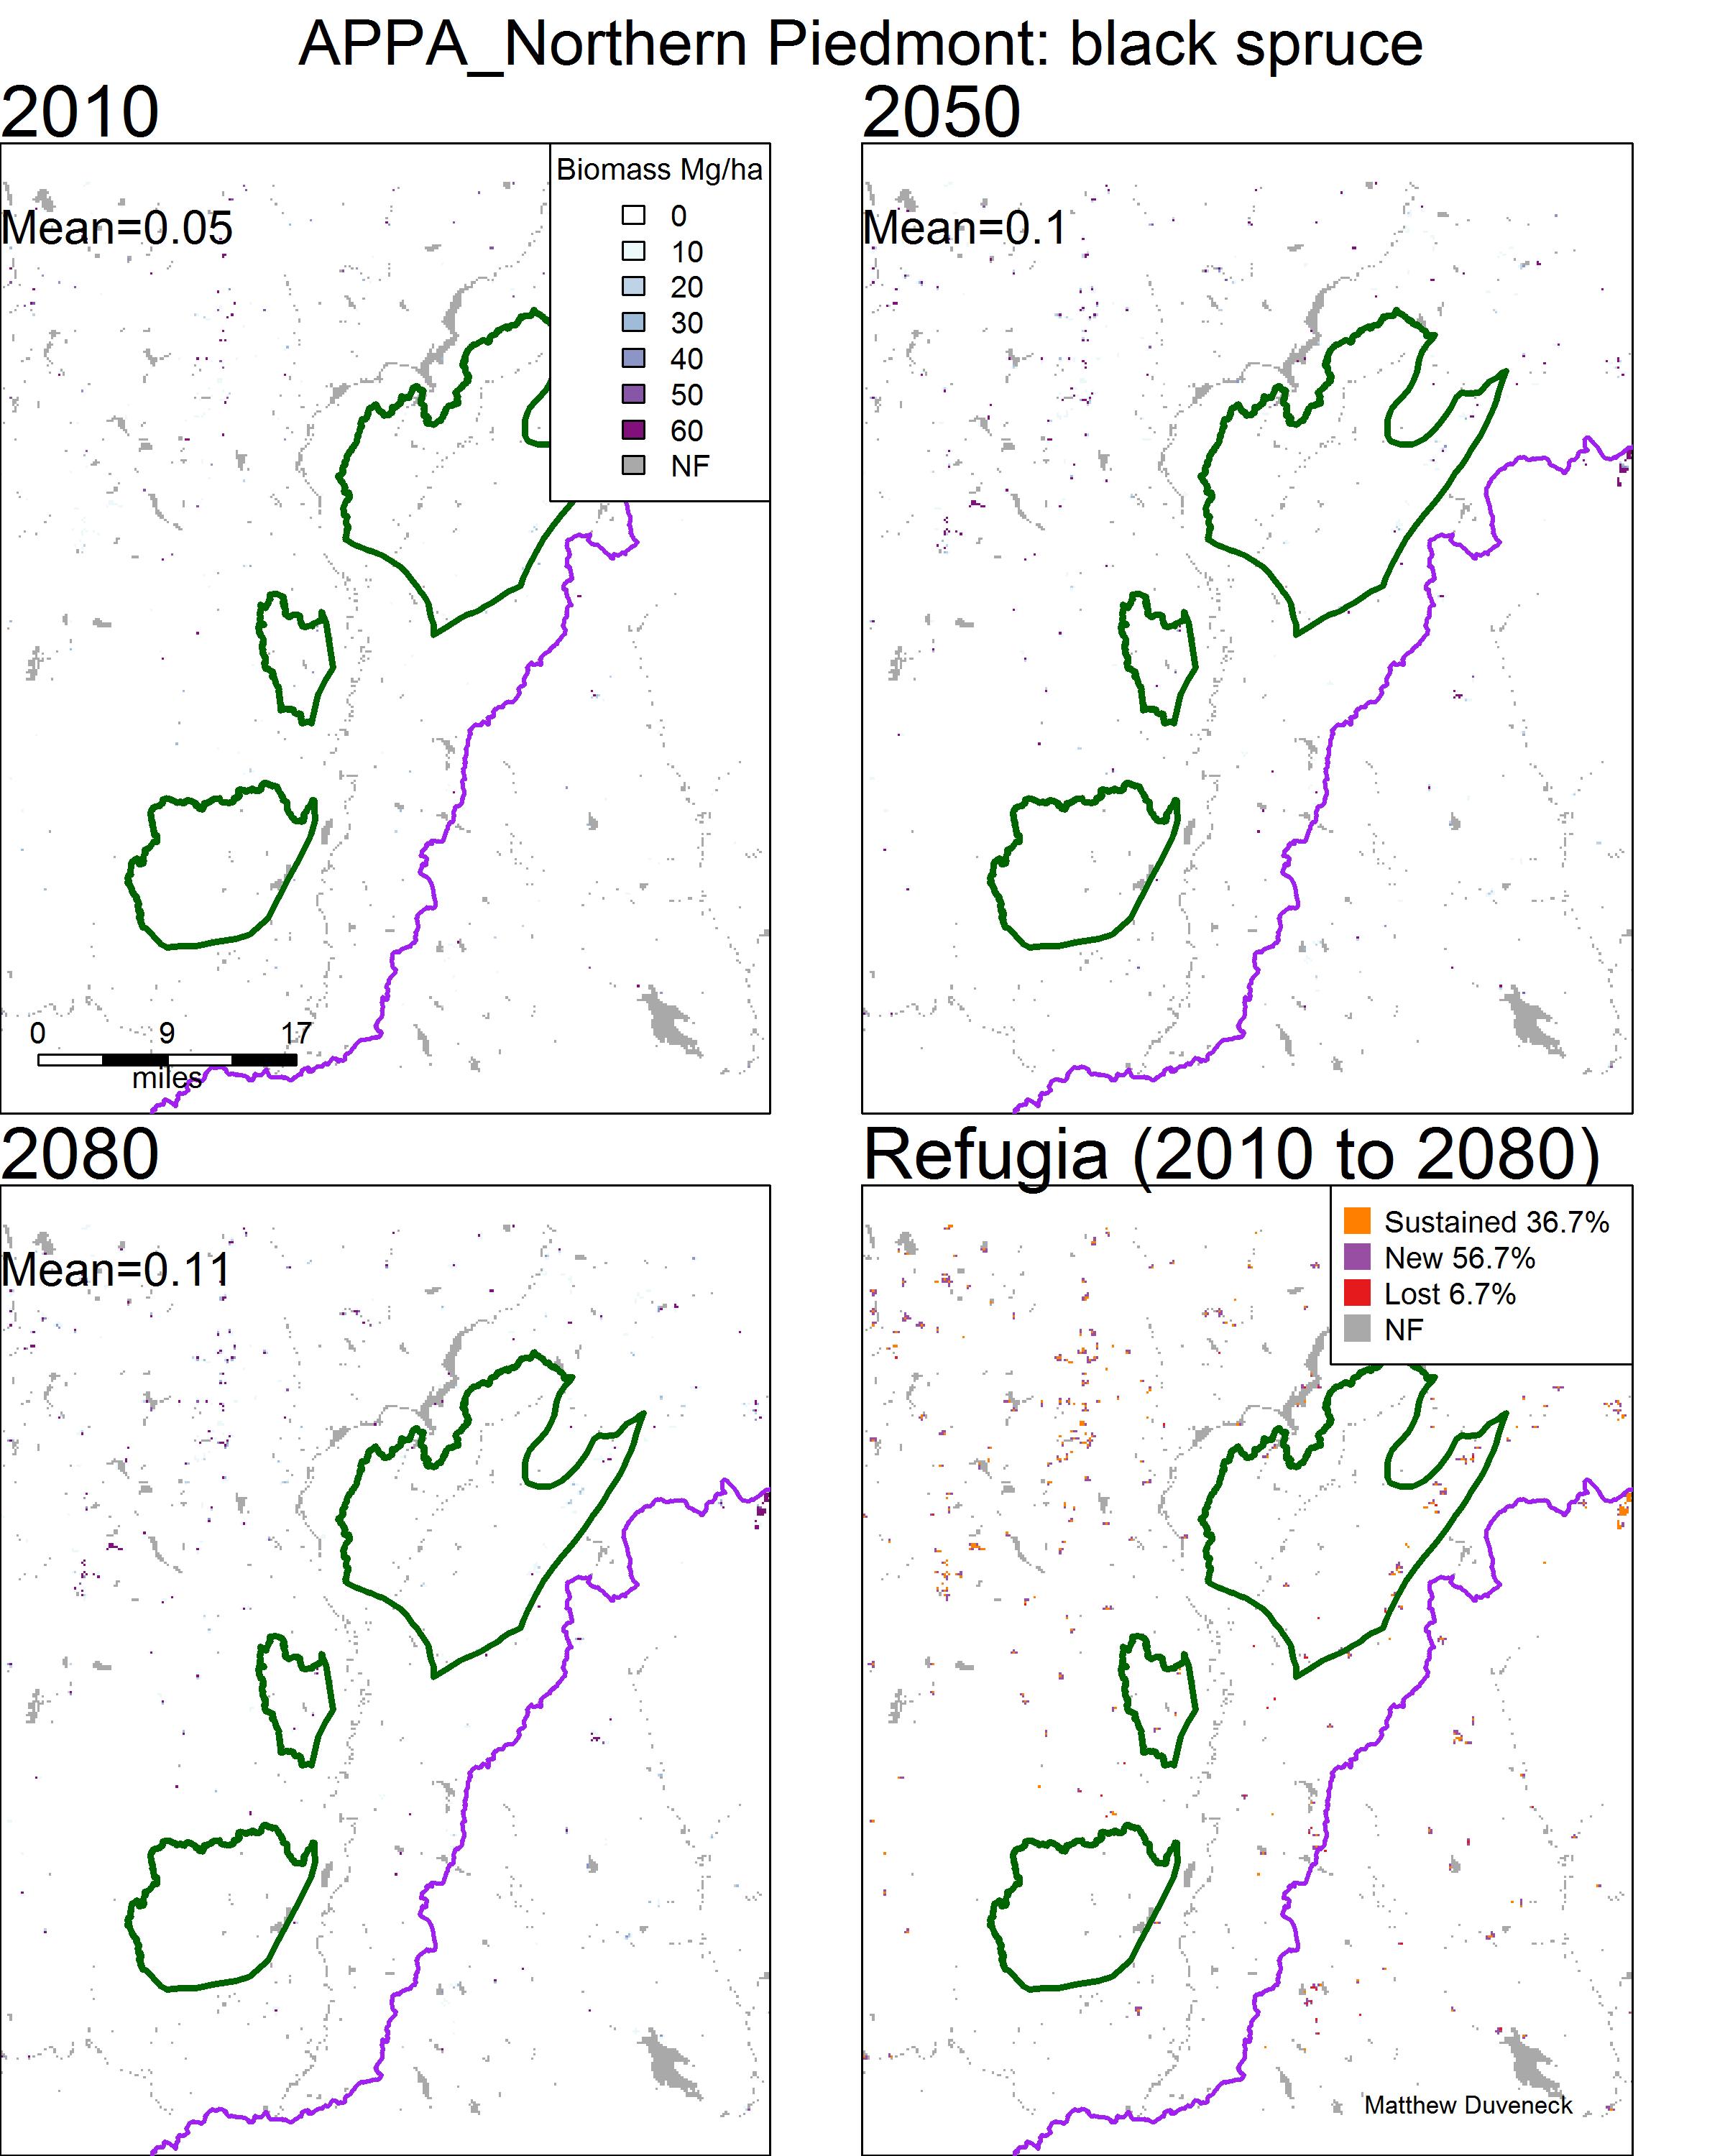 APPA_Northern Piedmont: black spruce
2010
Mean=0.05
Biomass Mg/ha
0
10
20
30
40
50
60
NF
0 9 17
miles
2050
Mean=0.1
2080
Mean=0.11
Refugia (2010 to 2080)
Sustained 36.7%
New 56.7%
Lost 6.7%
NF
Matthew Duveneck